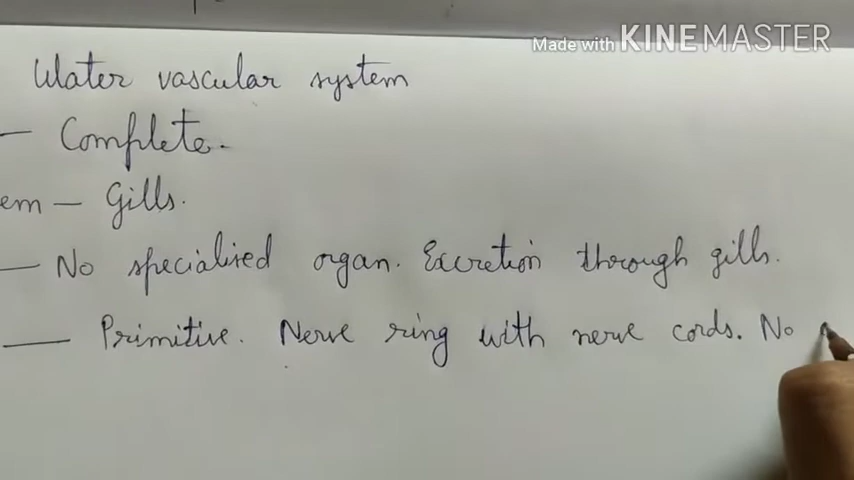 Made with KINEMASTER
Water vascular system
— Complete.
em — Gills.
— No specialised organ. Excretion through gills.
— Primitive. Nerve ring with nerve cords. No